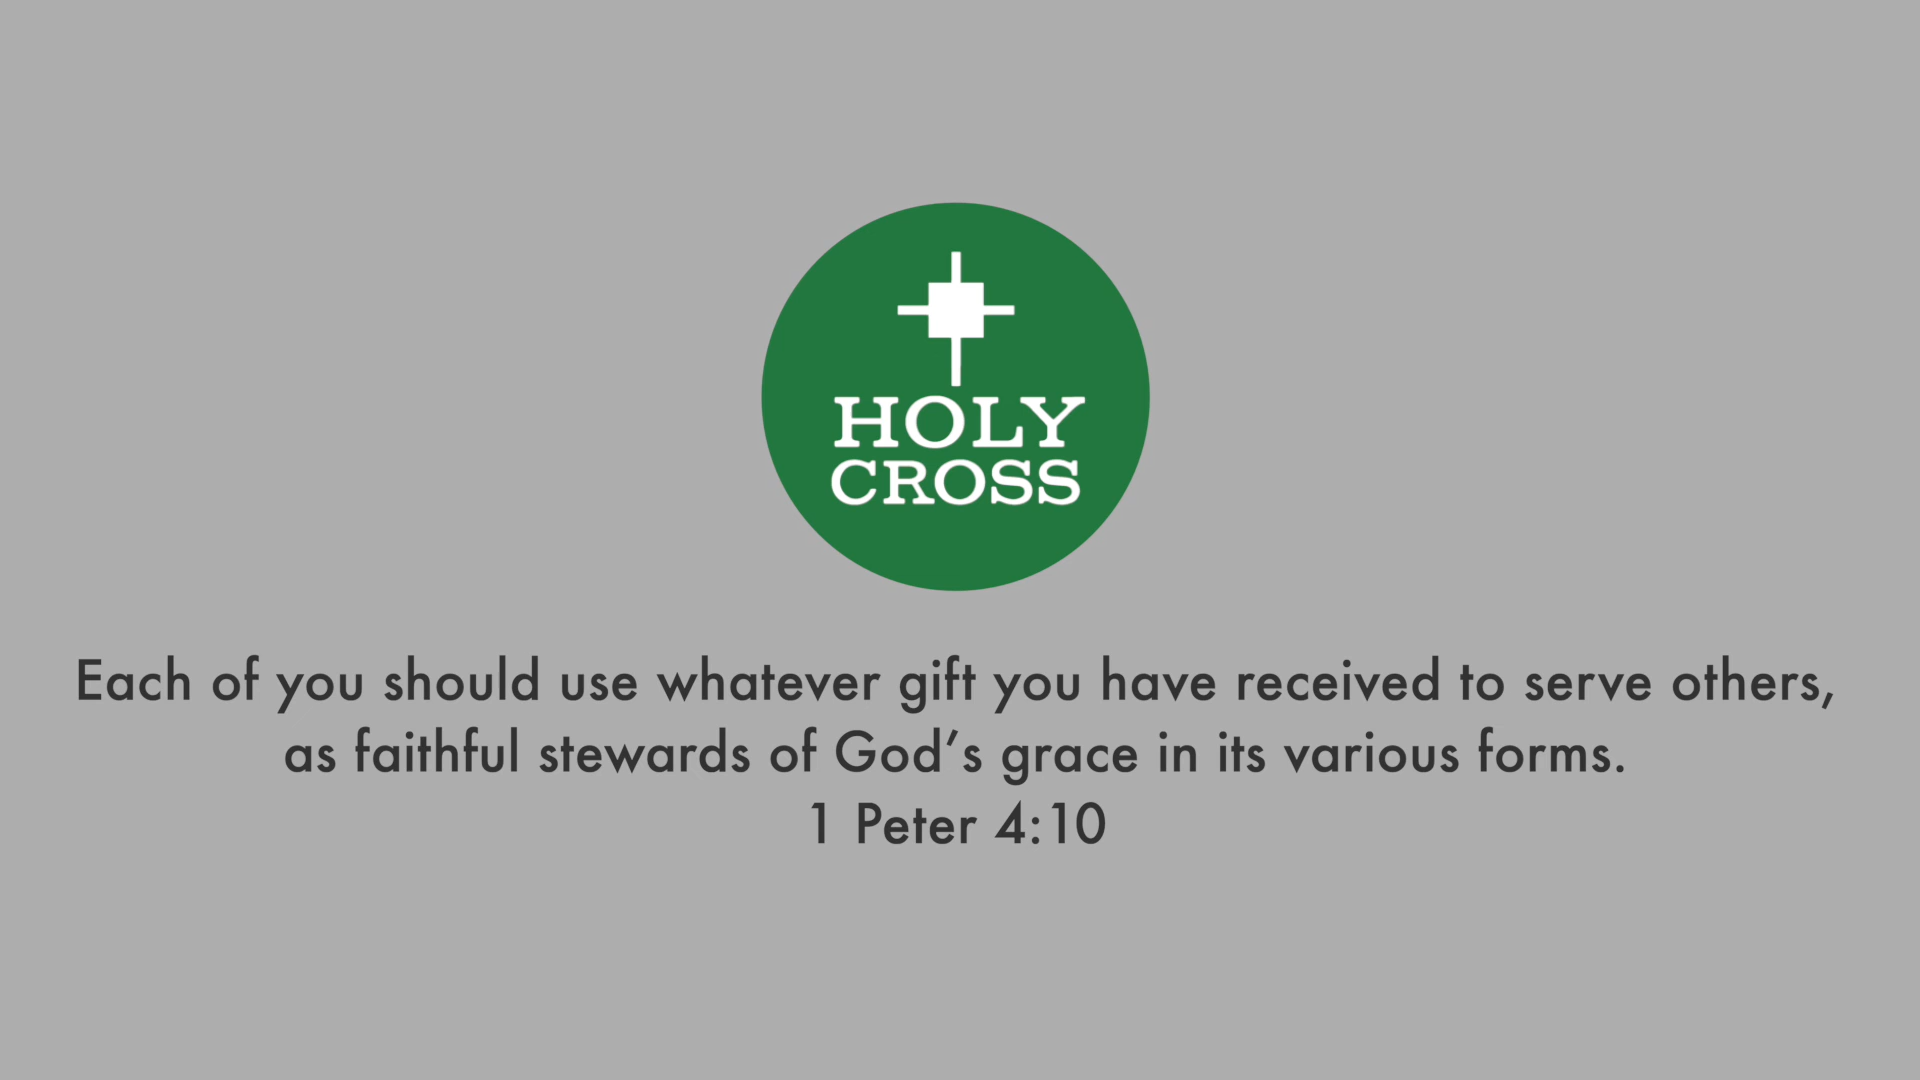 HOLY
CROSS
Each of you should use whatever gift you have received to serve others,
as faithful stewards of God’s grace in its various forms.
1 Peter 4:10